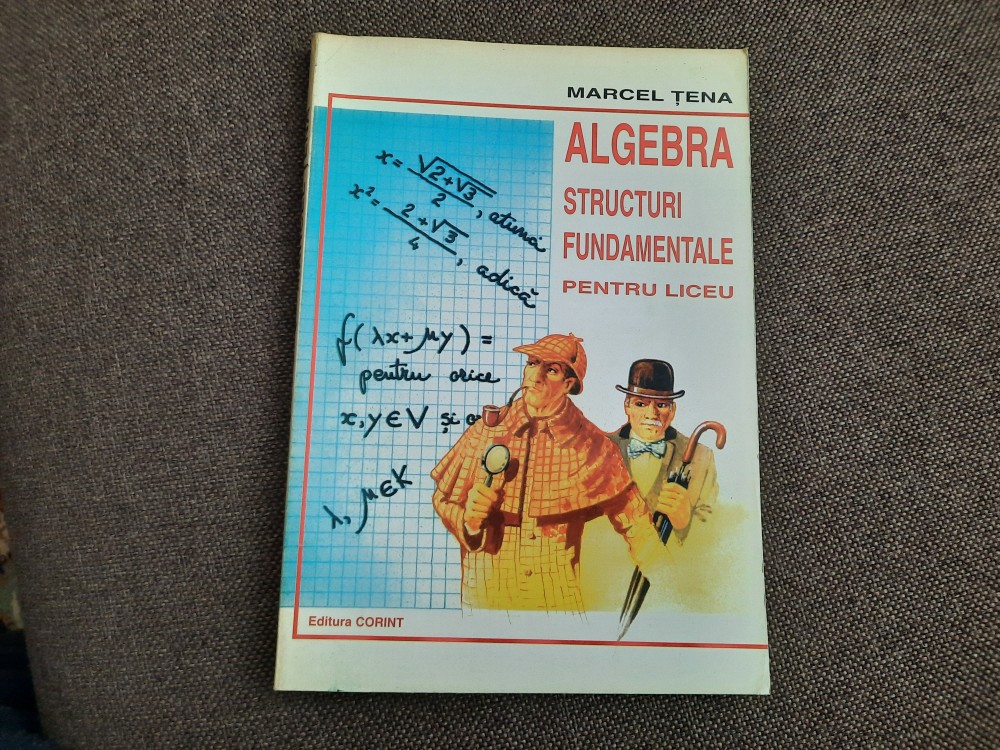 MARCEL ȚENA
ALGEBRA
STRUCTURI
FUNDAMENTALE
PENTRU LICEU
x = √(2+√3)/2, atunci
x² = (2+√3)/4, adică
f(λx+μy) =
pentru orice
x, y ∈ V și
λ, μ ∈ K
Editura CORINT